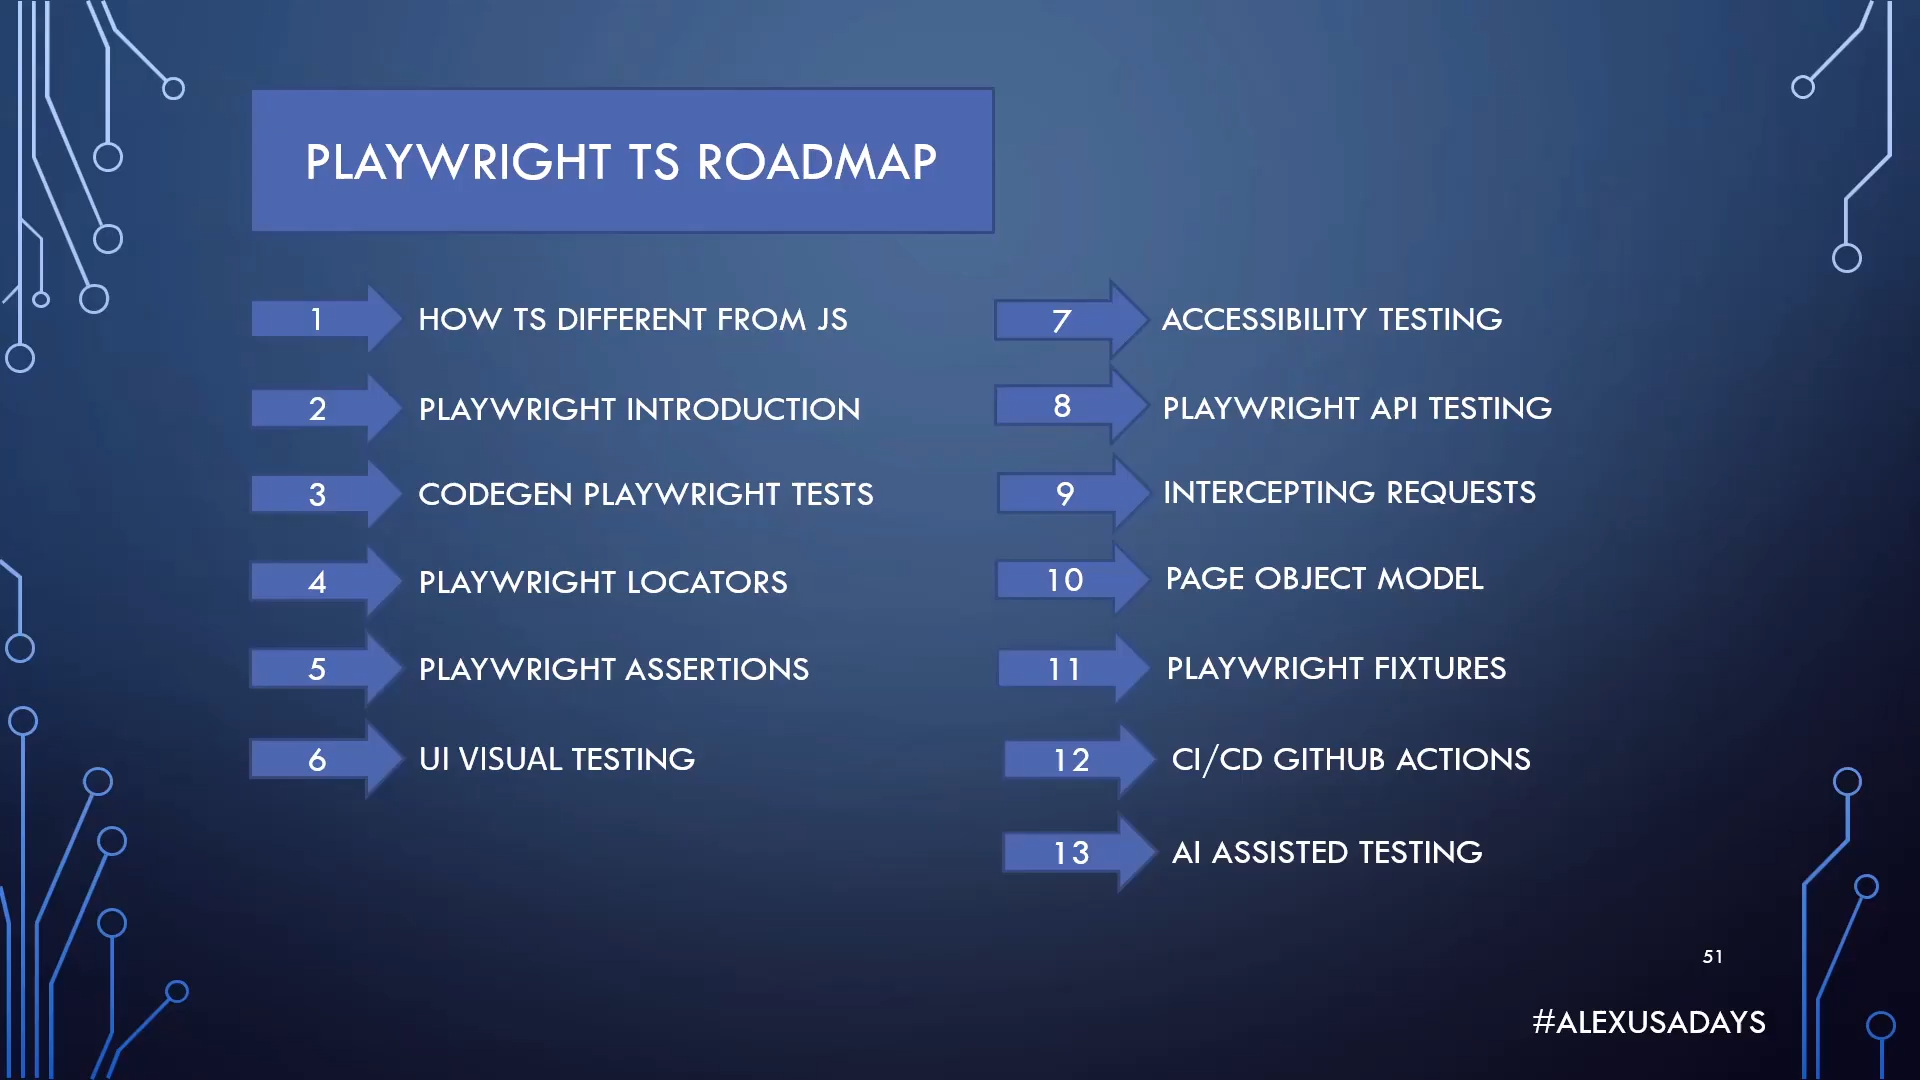 PLAYWRIGHT TS ROADMAP
1 HOW TS DIFFERENT FROM JS
2 PLAYWRIGHT INTRODUCTION
3 CODEGEN PLAYWRIGHT TESTS
4 PLAYWRIGHT LOCATORS
5 PLAYWRIGHT ASSERTIONS
6 UI VISUAL TESTING
7 ACCESSIBILITY TESTING
8 PLAYWRIGHT API TESTING
9 INTERCEPTING REQUESTS
10 PAGE OBJECT MODEL
11 PLAYWRIGHT FIXTURES
12 CI/CD GITHUB ACTIONS
13 AI ASSISTED TESTING
51
#ALEXUSADAYS